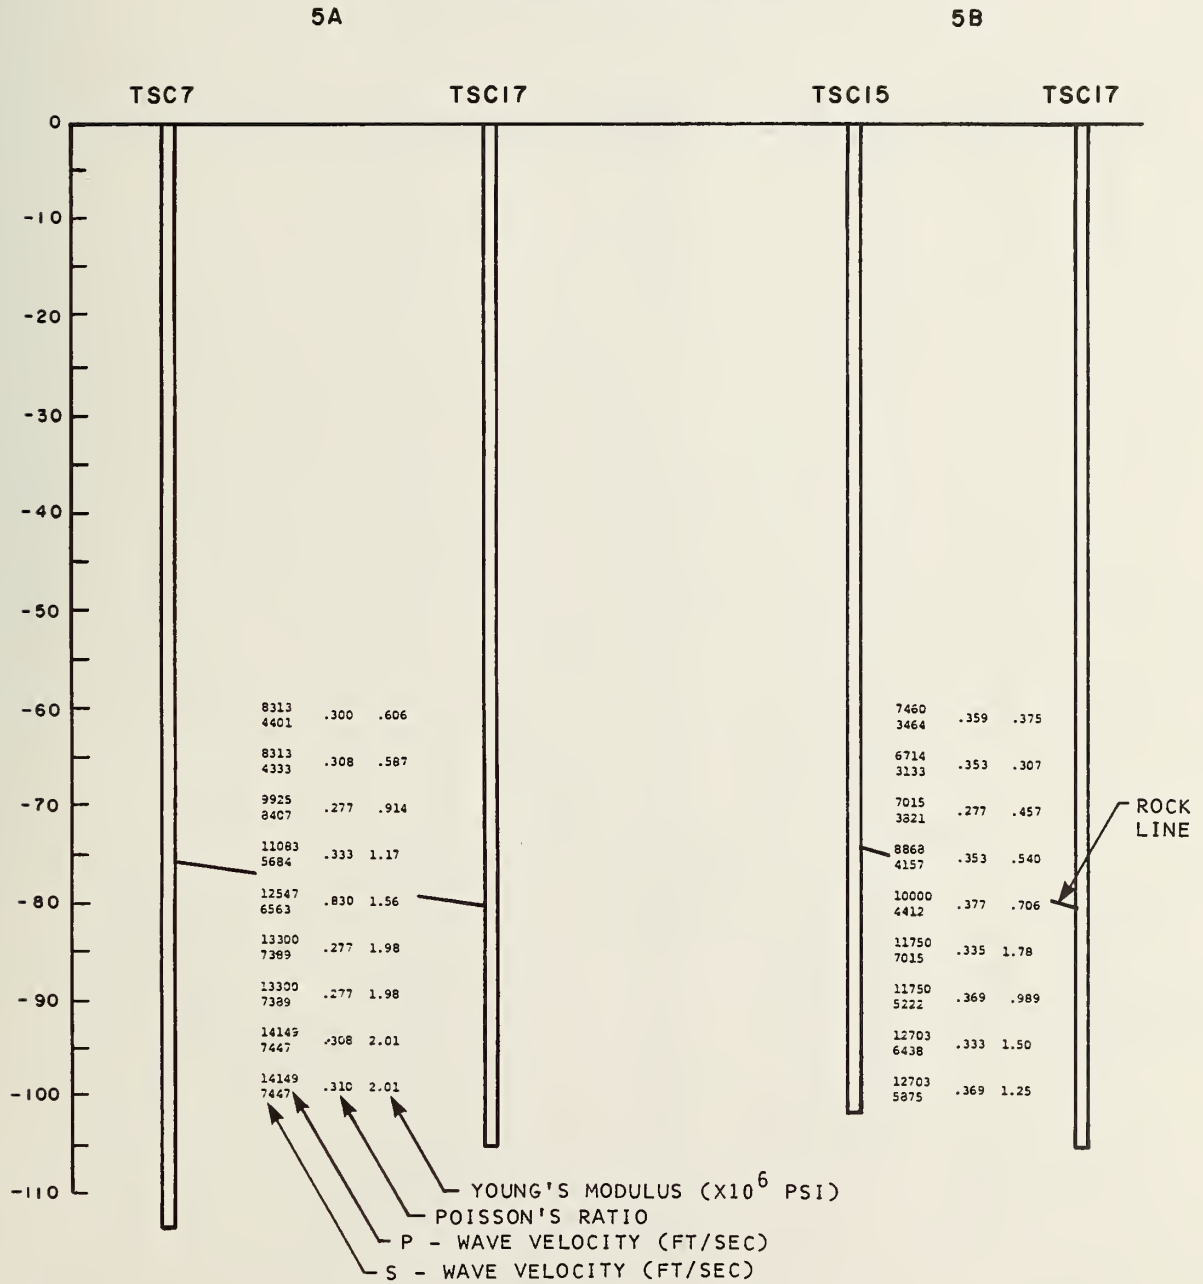 5A
5B
TSC7
TSC17
TSC15
TSC17
0
-10
-20
-30
-40
-50
-60
-70
-80
-90
-100
-110
8313
4401 .300 .606
8313
4333 .308 .587
9925
8407 .277 .914
11083
5684 .333 1.17
12547
6563 .830 1.56
13300
7389 .277 1.98
13300
7389 .277 1.98
14149
7447 .308 2.01
14149
7447 .310 2.01
7460
3464 .359 .375
6714
3133 .353 .307
7015
3821 .277 .457
8868
4157 .353 .540
10000
4412 .377 .706
11750
7015 .335 1.78
11750
5222 .369 .989
12703
6438 .333 1.50
12703
5875 .369 1.25
ROCK
LINE
YOUNG'S MODULUS (X10⁶ PSI)
POISSON'S RATIO
P - WAVE VELOCITY (FT/SEC)
S - WAVE VELOCITY (FT/SEC)